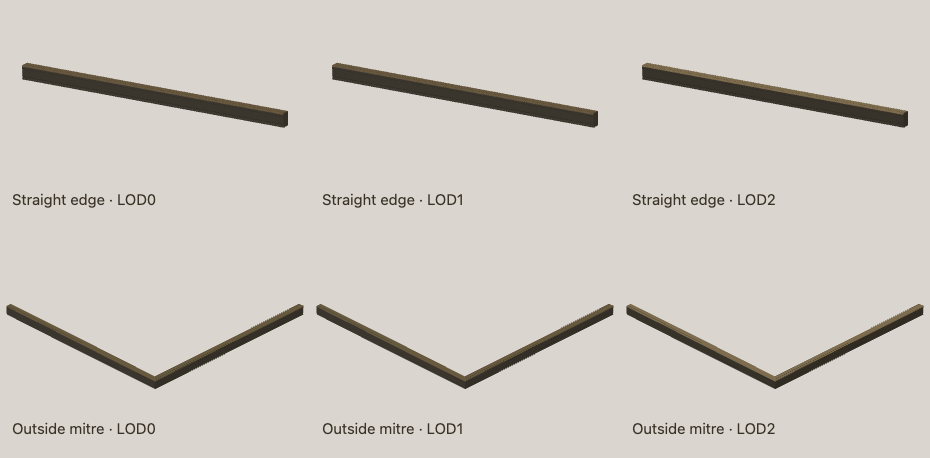 Straight edge · LOD0
Straight edge · LOD1
Straight edge · LOD2
Outside mitre · LOD0
Outside mitre · LOD1
Outside mitre · LOD2